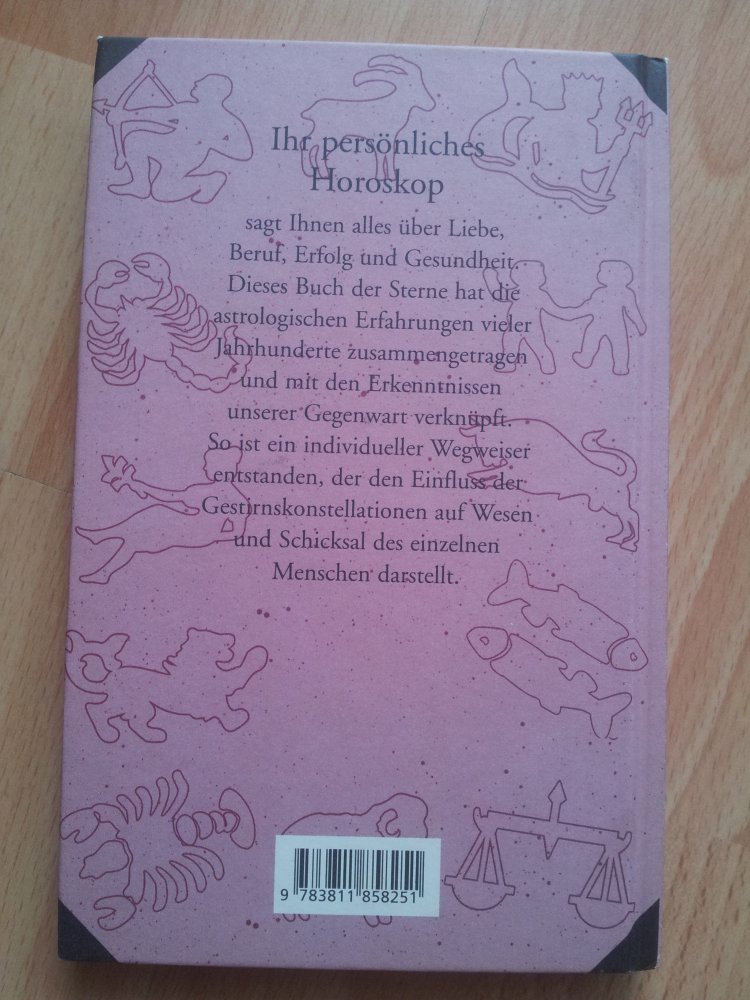 Ihr persönliches
Horoskop
sagt Ihnen alles über Liebe,
Beruf, Erfolg und Gesundheit.
Dieses Buch der Sterne hat die
astrologischen Erfahrungen vieler
Jahrhunderte zusammengetragen
und mit den Erkenntnissen
unserer Gegenwart verknüpft.
So ist ein individueller Wegweiser
entstanden, der den Einfluss der
Gestirnskonstellationen auf Wesen
und Schicksal des einzelnen
Menschen darstellt.
9 783811 858251